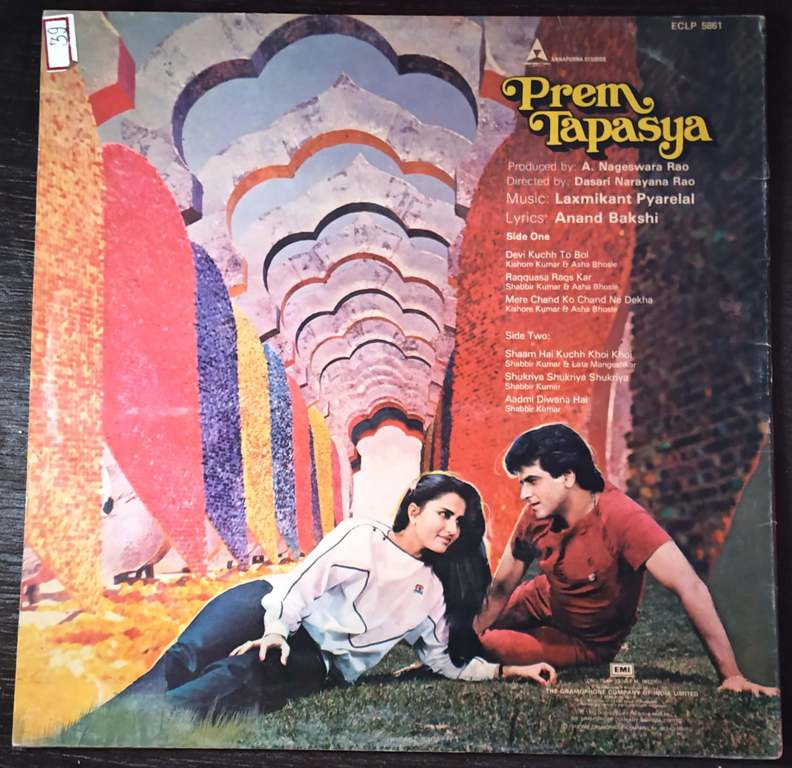 39
ECLP 5861
ANNAPURNA STUDIOS
Prem
Tapasya
Produced by: A. Nageswara Rao
Directed by: Dasari Narayana Rao
Music: Laxmikant Pyarelal
Lyrics: Anand Bakshi
Side One
Devi Kuchh To Bol
Kishore Kumar & Asha Bhosle
Raqquasa Raqs Kar
Shabbir Kumar & Asha Bhosle
Mere Chand Ko Chand Ne Dekha
Kishore Kumar & Asha Bhosle
Side Two:
Shaam Hai Kuchh Khoi Khoi
Shabbir Kumar & Lata Mangeshkar
Shukriya Shukriya Shukriya
Shabbir Kumar
Aadmi Diwana Hai
Shabbir Kumar
EMI
THE GRAMOPHONE COMPANY OF INDIA LIMITED